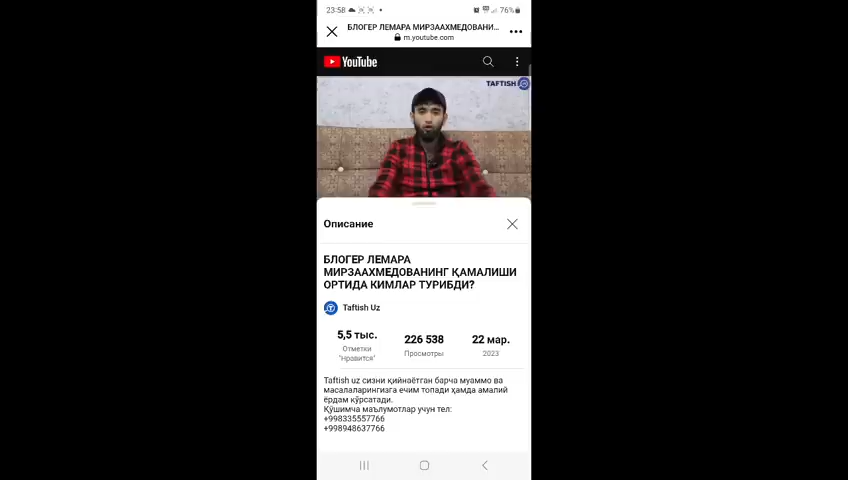 23:58
76%
БЛОГЕР ЛЕМАРА МИРЗААХМЕДОВАНИ...
m.youtube.com
YouTube
TAFTISH
Описание
БЛОГЕР ЛЕМАРА
МИРЗААХМЕДОВАНИНГ ҚАМАЛИШИ
ОРТИДА КИМЛАР ТУРИБДИ?
Taftish Uz
5,5 тыс. 226 538 22 мар.
Отметки Просмотры 2023
"Нравится"
Taftish uz сизни қийнаётган барча муаммо ва
масалаларингизга ечим топади ҳамда амалий
ёрдам кўрсатади.
Қўшимча маълумотлар учун тел:
+998335557766
+998948637766